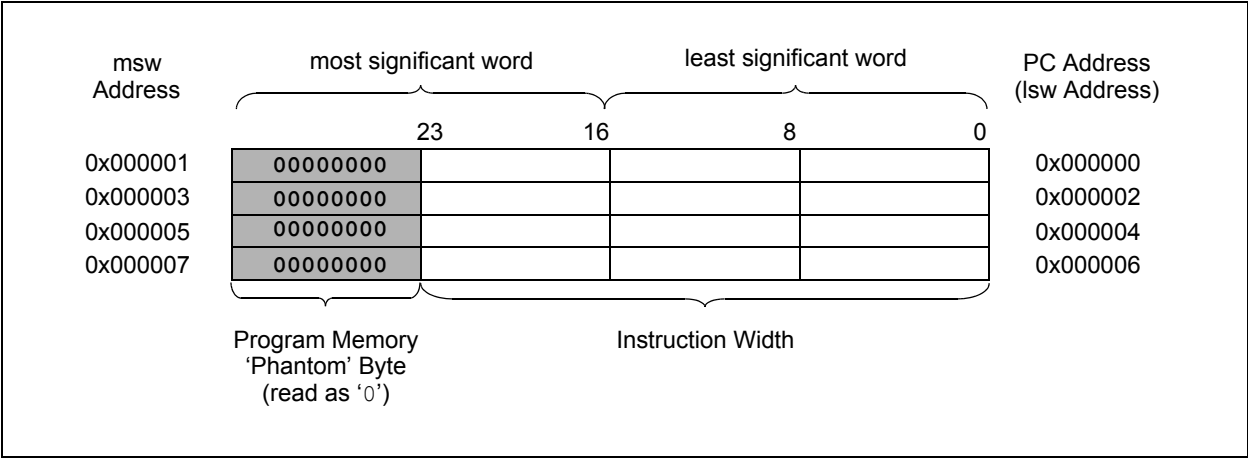 msw
Address
most significant word
least significant word
PC Address
(lsw Address)
23 16 8 0
0x000001 00000000 0x000000
0x000003 00000000 0x000002
0x000005 00000000 0x000004
0x000007 00000000 0x000006
Program Memory
‘Phantom’ Byte
(read as ‘0’)
Instruction Width